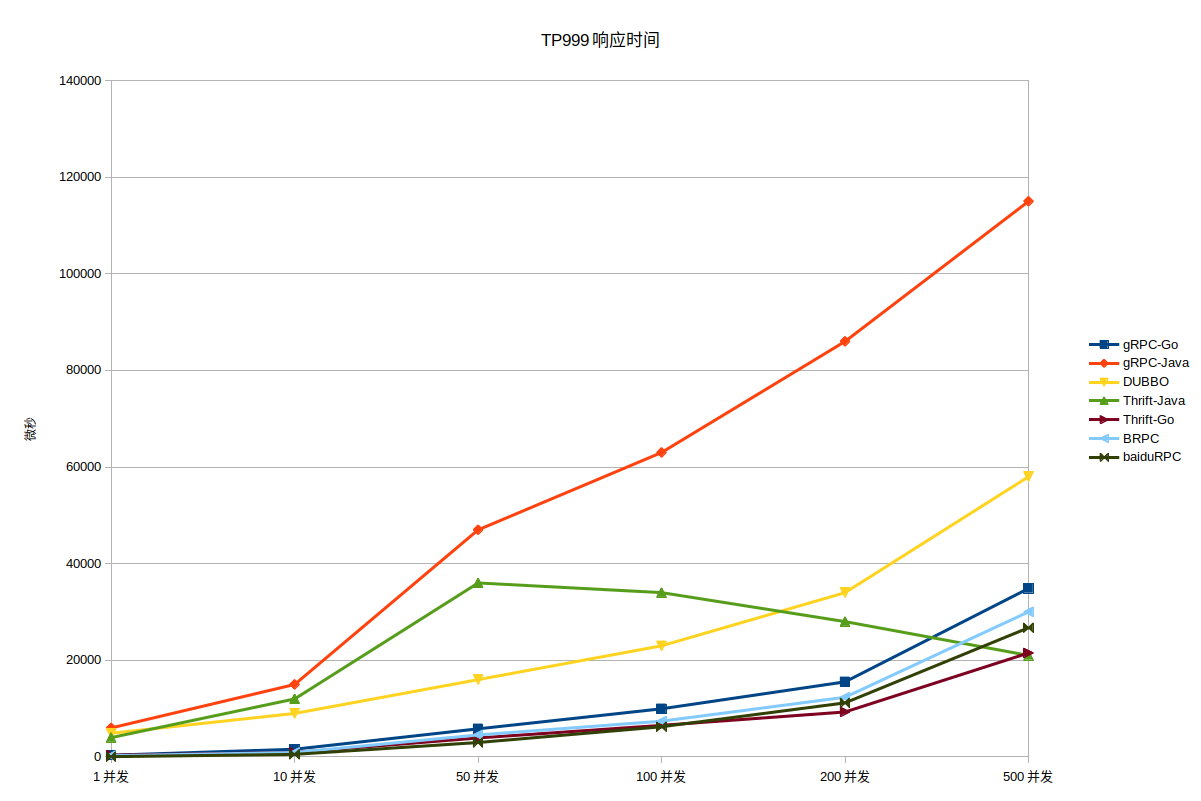 TP999 响应时间
140000
120000
100000
80000
60000
40000
20000
0
微秒
1 并发
10 并发
50 并发
100 并发
200 并发
500 并发
gRPC-Go
gRPC-Java
DUBBO
Thrift-Java
Thrift-Go
BRPC
baiduRPC